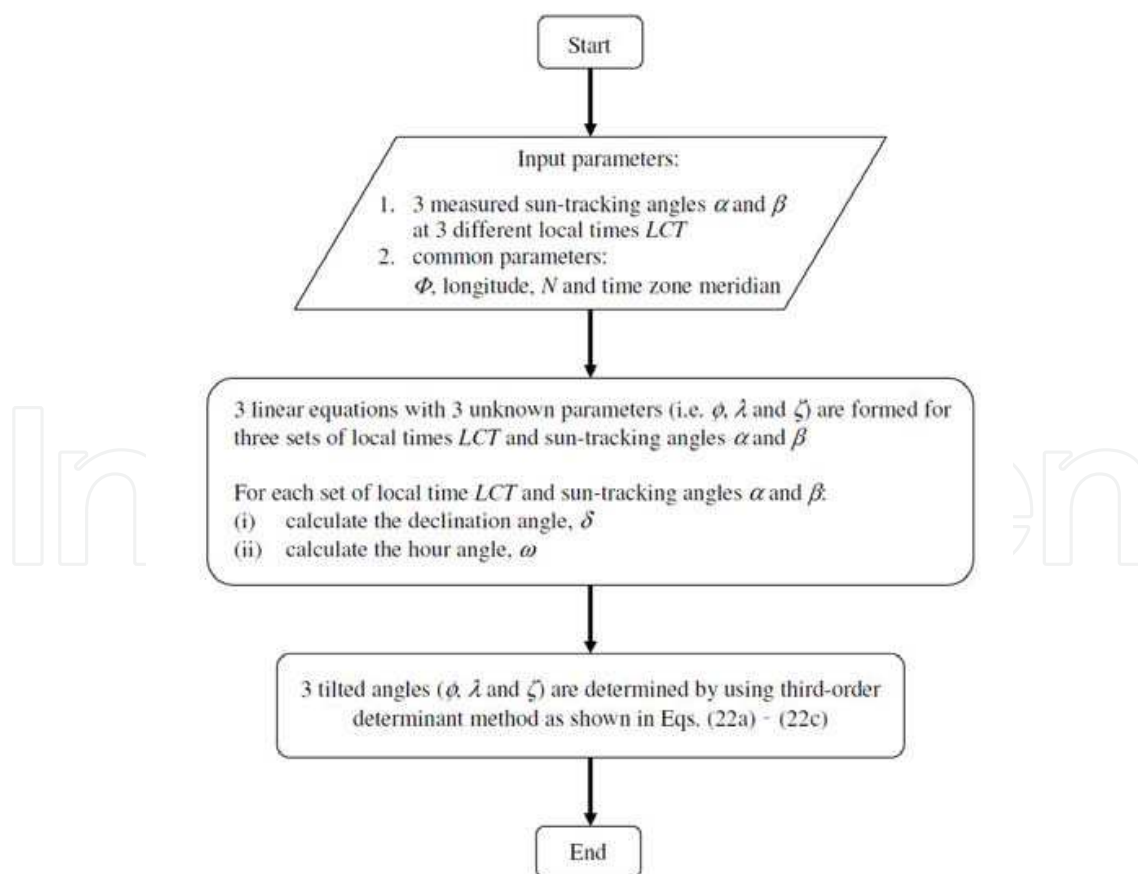 Start
Input parameters:
1. 3 measured sun-tracking angles α and β
at 3 different local times LCT
2. common parameters:
Φ, longitude, N and time zone meridian
3 linear equations with 3 unknown parameters (i.e. ϕ, λ and ζ) are formed for
three sets of local times LCT and sun-tracking angles α and β
For each set of local time LCT and sun-tracking angles α and β:
(i) calculate the declination angle, δ
(ii) calculate the hour angle, ω
3 tilted angles (ϕ, λ and ζ) are determined by using third-order
determinant method as shown in Eqs. (22a) - (22c)
End